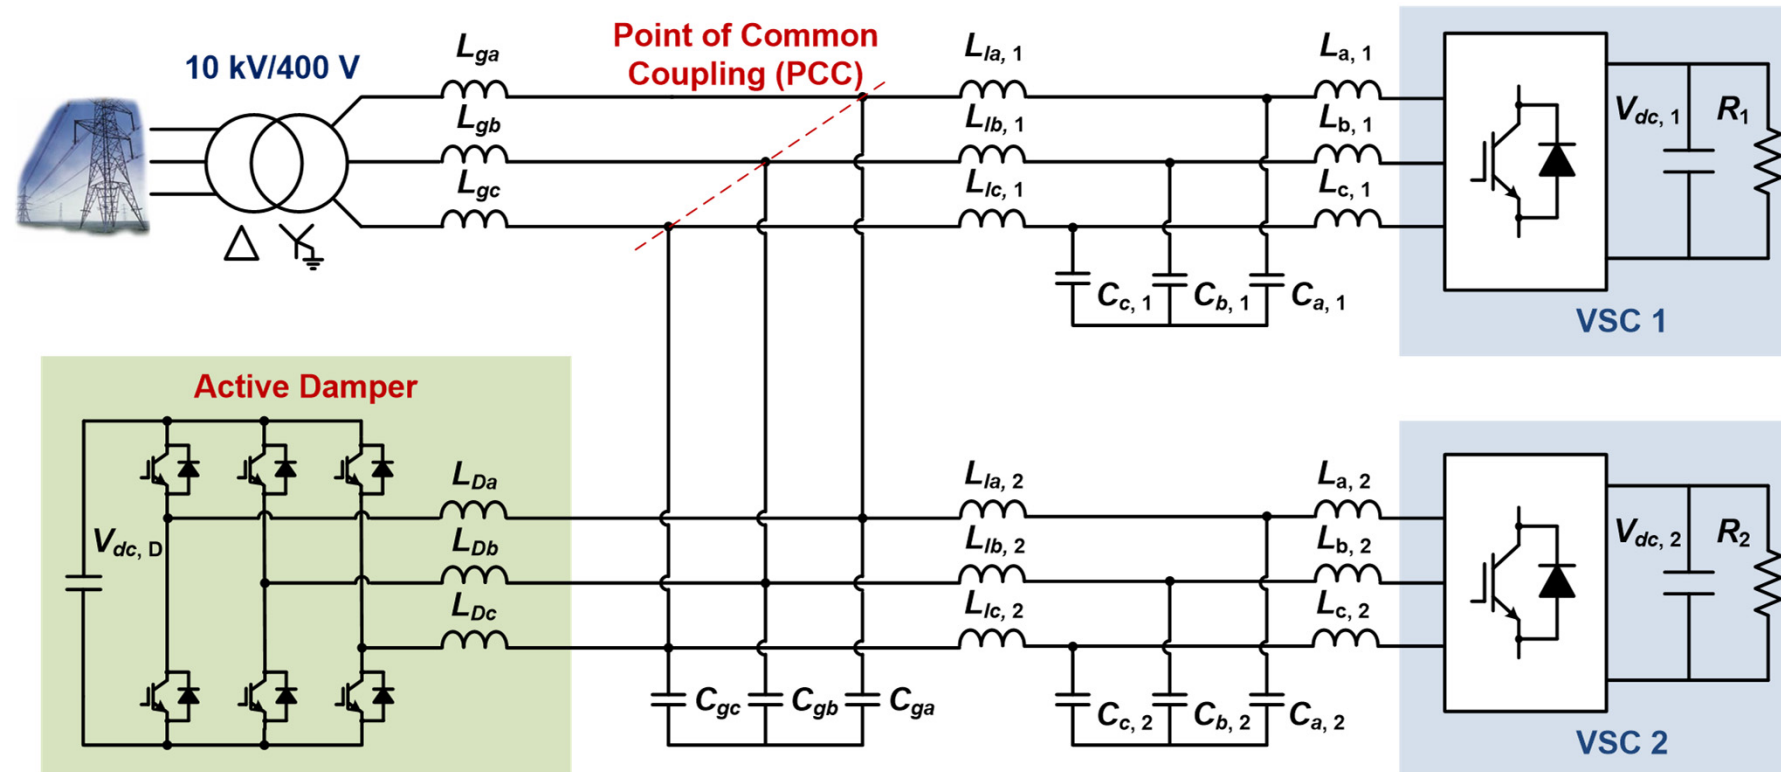 10 kV/400 V
Lga
Lgb
Lgc
Point of Common
Coupling (PCC)
Lla, 1
Llb, 1
Llc, 1
La, 1
Lb, 1
Lc, 1
Cc, 1
Cb, 1
Ca, 1
Vdc, 1
R1
VSC 1
Active Damper
Vdc, D
LDa
LDb
LDc
Cgc
Cgb
Cga
Lla, 2
Llb, 2
Llc, 2
La, 2
Lb, 2
Lc, 2
Cc, 2
Cb, 2
Ca, 2
Vdc, 2
R2
VSC 2